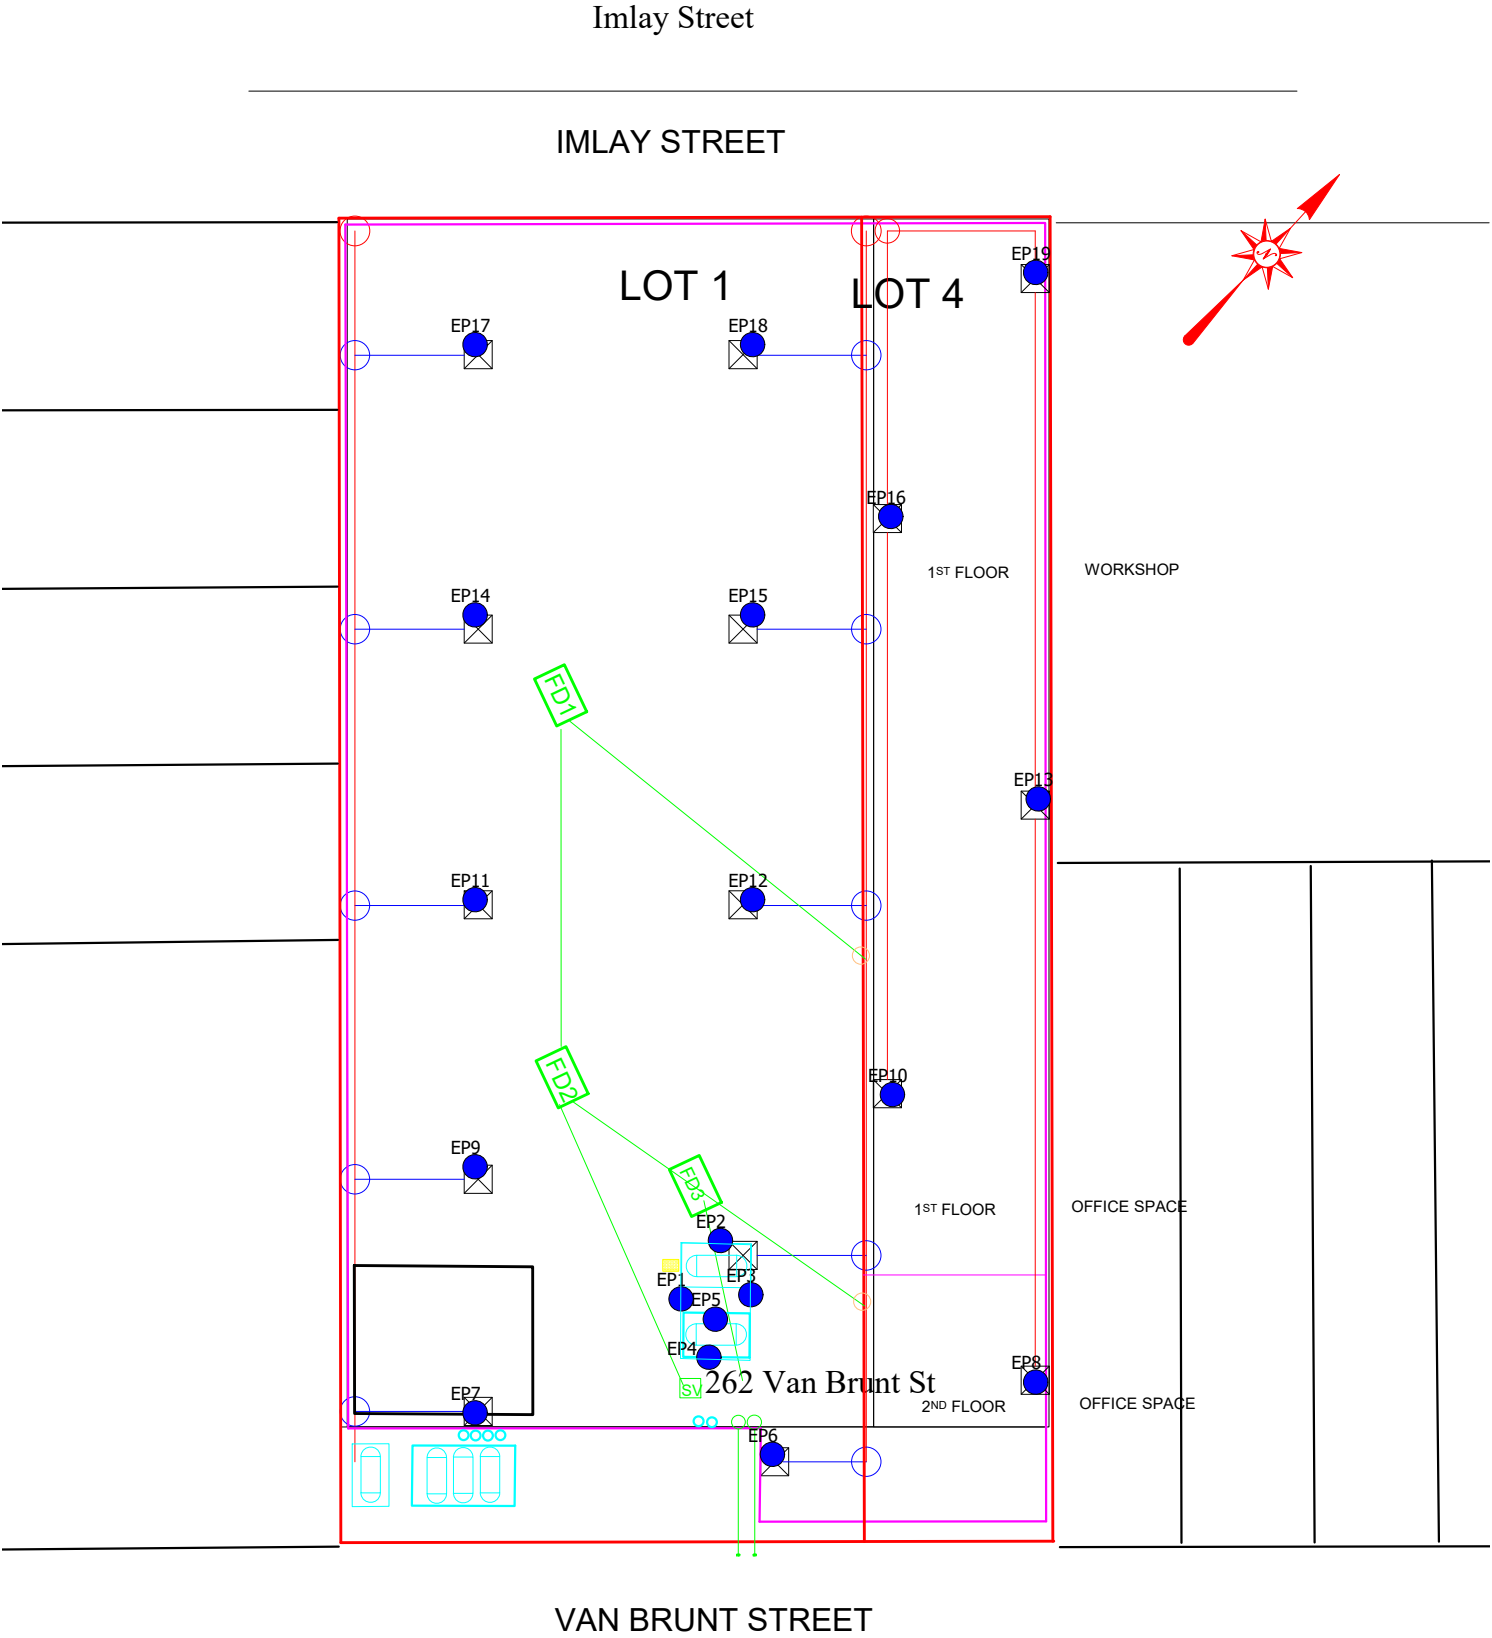 Imlay Street
IMLAY STREET
N
EP19
LOT 1
LOT 4
EP17
EP18
EP16
1ST FLOOR
WORKSHOP
EP14
EP15
FD1
EP13
EP11
EP12
FD2
EP10
EP9
FD3
1ST FLOOR
OFFICE SPACE
EP2
EP1
EP3
EP5
EP4
EP8
SV
262 Van Brunt St
EP7
2ND FLOOR
OFFICE SPACE
EP6
VAN BRUNT STREET